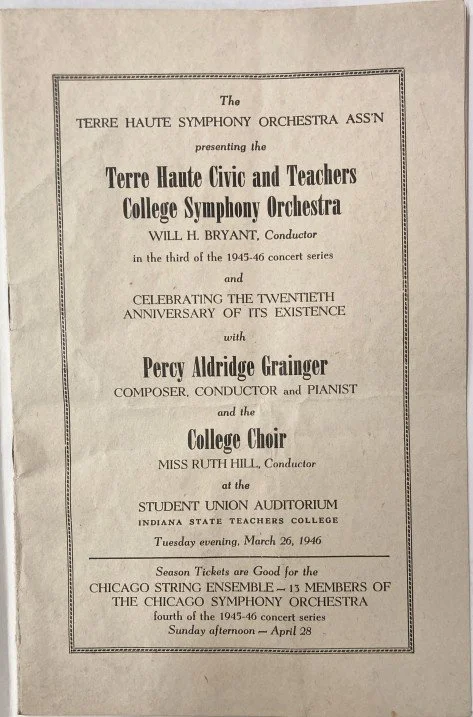 The
TERRE HAUTE SYMPHONY ORCHESTRA ASS'N
presenting the
Terre Haute Civic and Teachers
College Symphony Orchestra
WILL H. BRYANT, Conductor
in the third of the 1945-46 concert series
and
CELEBRATING THE TWENTIETH
ANNIVERSARY OF ITS EXISTENCE
with
Percy Aldridge Grainger
COMPOSER, CONDUCTOR and PIANIST
and the
College Choir
MISS RUTH HILL, Conductor
at the
STUDENT UNION AUDITORIUM
INDIANA STATE TEACHERS COLLEGE
Tuesday evening, March 26, 1946
Season Tickets are Good for the
CHICAGO STRING ENSEMBLE — 13 MEMBERS OF
THE CHICAGO SYMPHONY ORCHESTRA
fourth of the 1945-46 concert series
Sunday afternoon — April 28